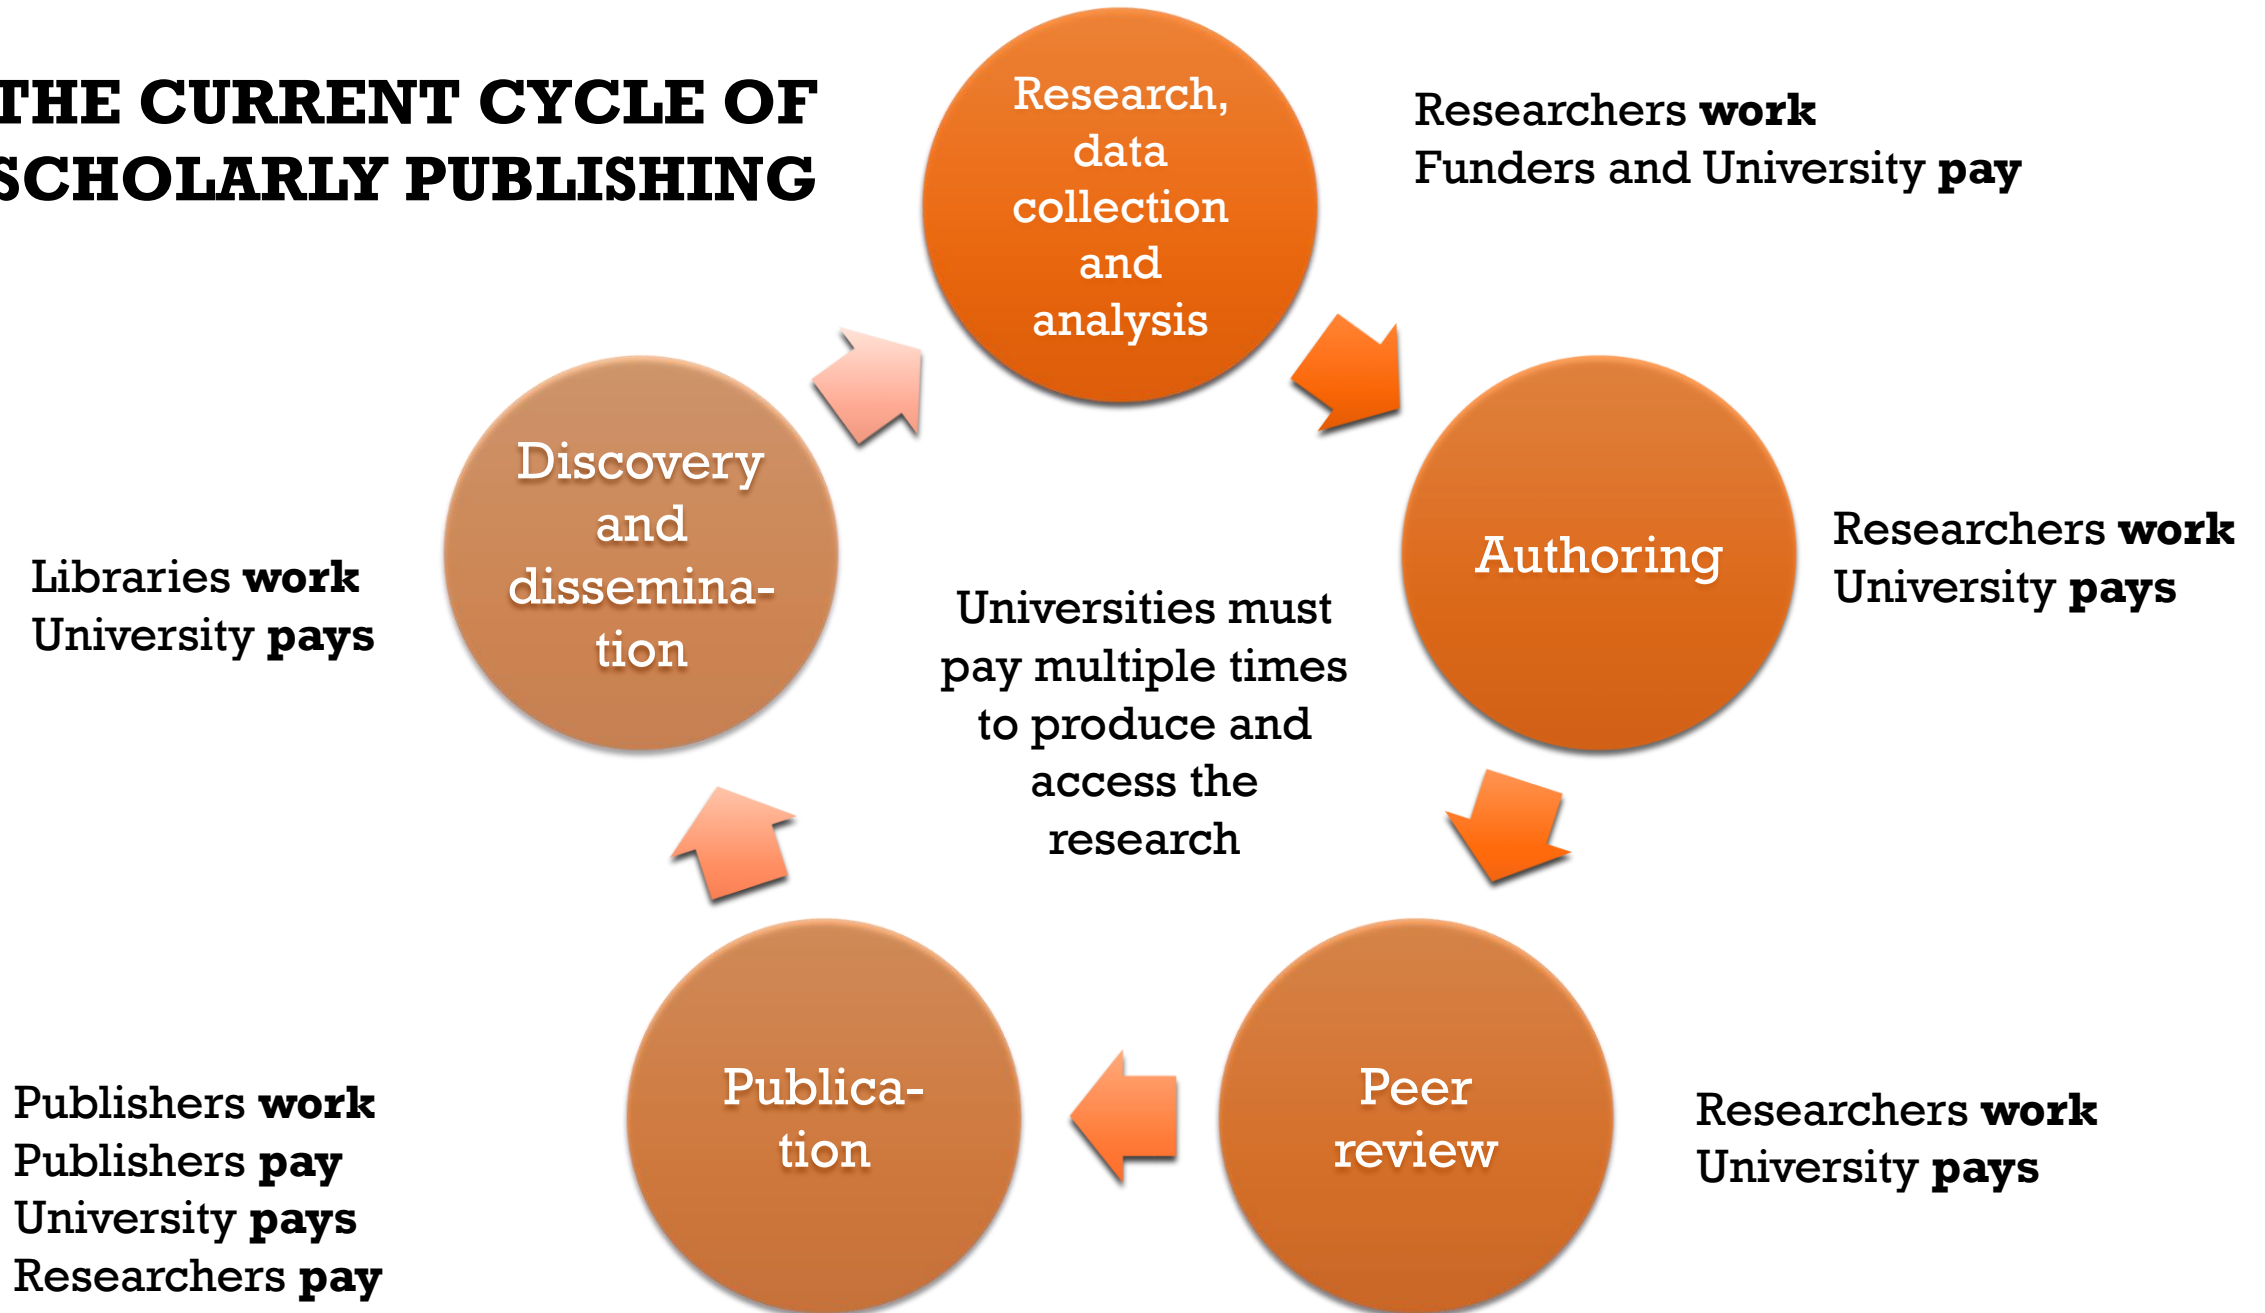 THE CURRENT CYCLE OF
SCHOLARLY PUBLISHING
Research,
data
collection
and
analysis
Researchers work
Funders and University pay
Authoring
Researchers work
University pays
Peer
review
Researchers work
University pays
Publica-
tion
Publishers work
Publishers pay
University pays
Researchers pay
Discovery
and
dissemina-
tion
Libraries work
University pays
Universities must
pay multiple times
to produce and
access the
research